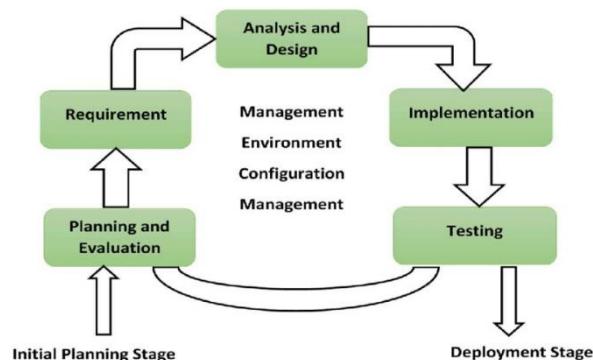 Analysis and
Design
Requirement
Implementation
Management
Environment
Configuration
Management
Planning and
Evaluation
Testing
Initial Planning Stage
Deployment Stage